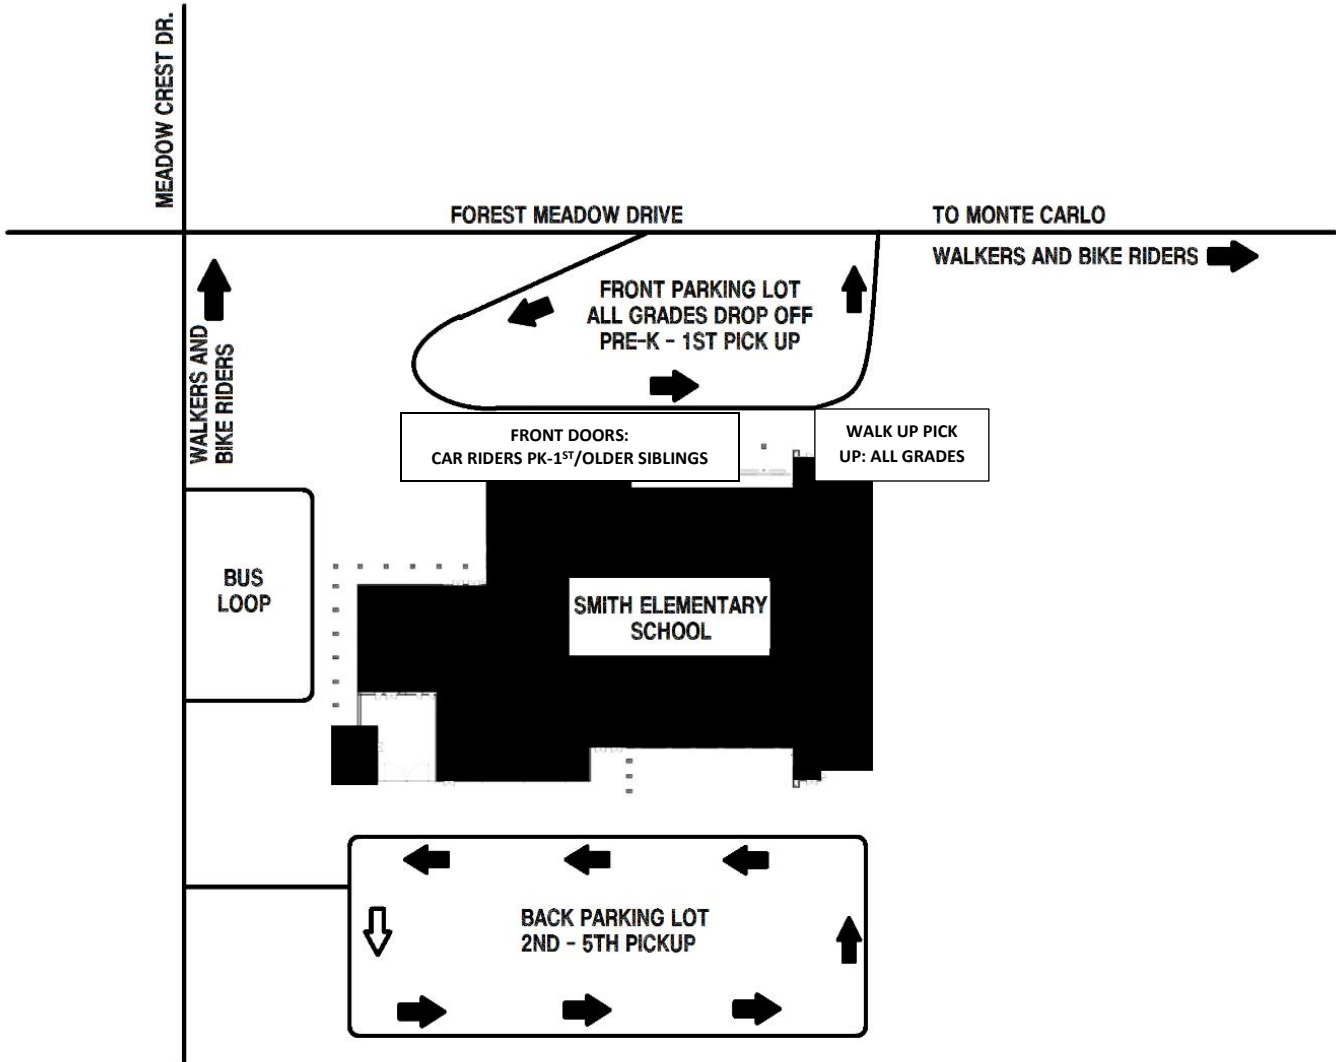 MEADOW CREST DR.
FOREST MEADOW DRIVE
TO MONTE CARLO
WALKERS AND BIKE RIDERS
FRONT PARKING LOT
ALL GRADES DROP OFF
PRE-K - 1ST PICK UP
WALKERS AND
BIKE RIDERS
FRONT DOORS:
CAR RIDERS PK-1ST/OLDER SIBLINGS
WALK UP PICK
UP: ALL GRADES
BUS
LOOP
SMITH ELEMENTARY
SCHOOL
BACK PARKING LOT
2ND - 5TH PICKUP